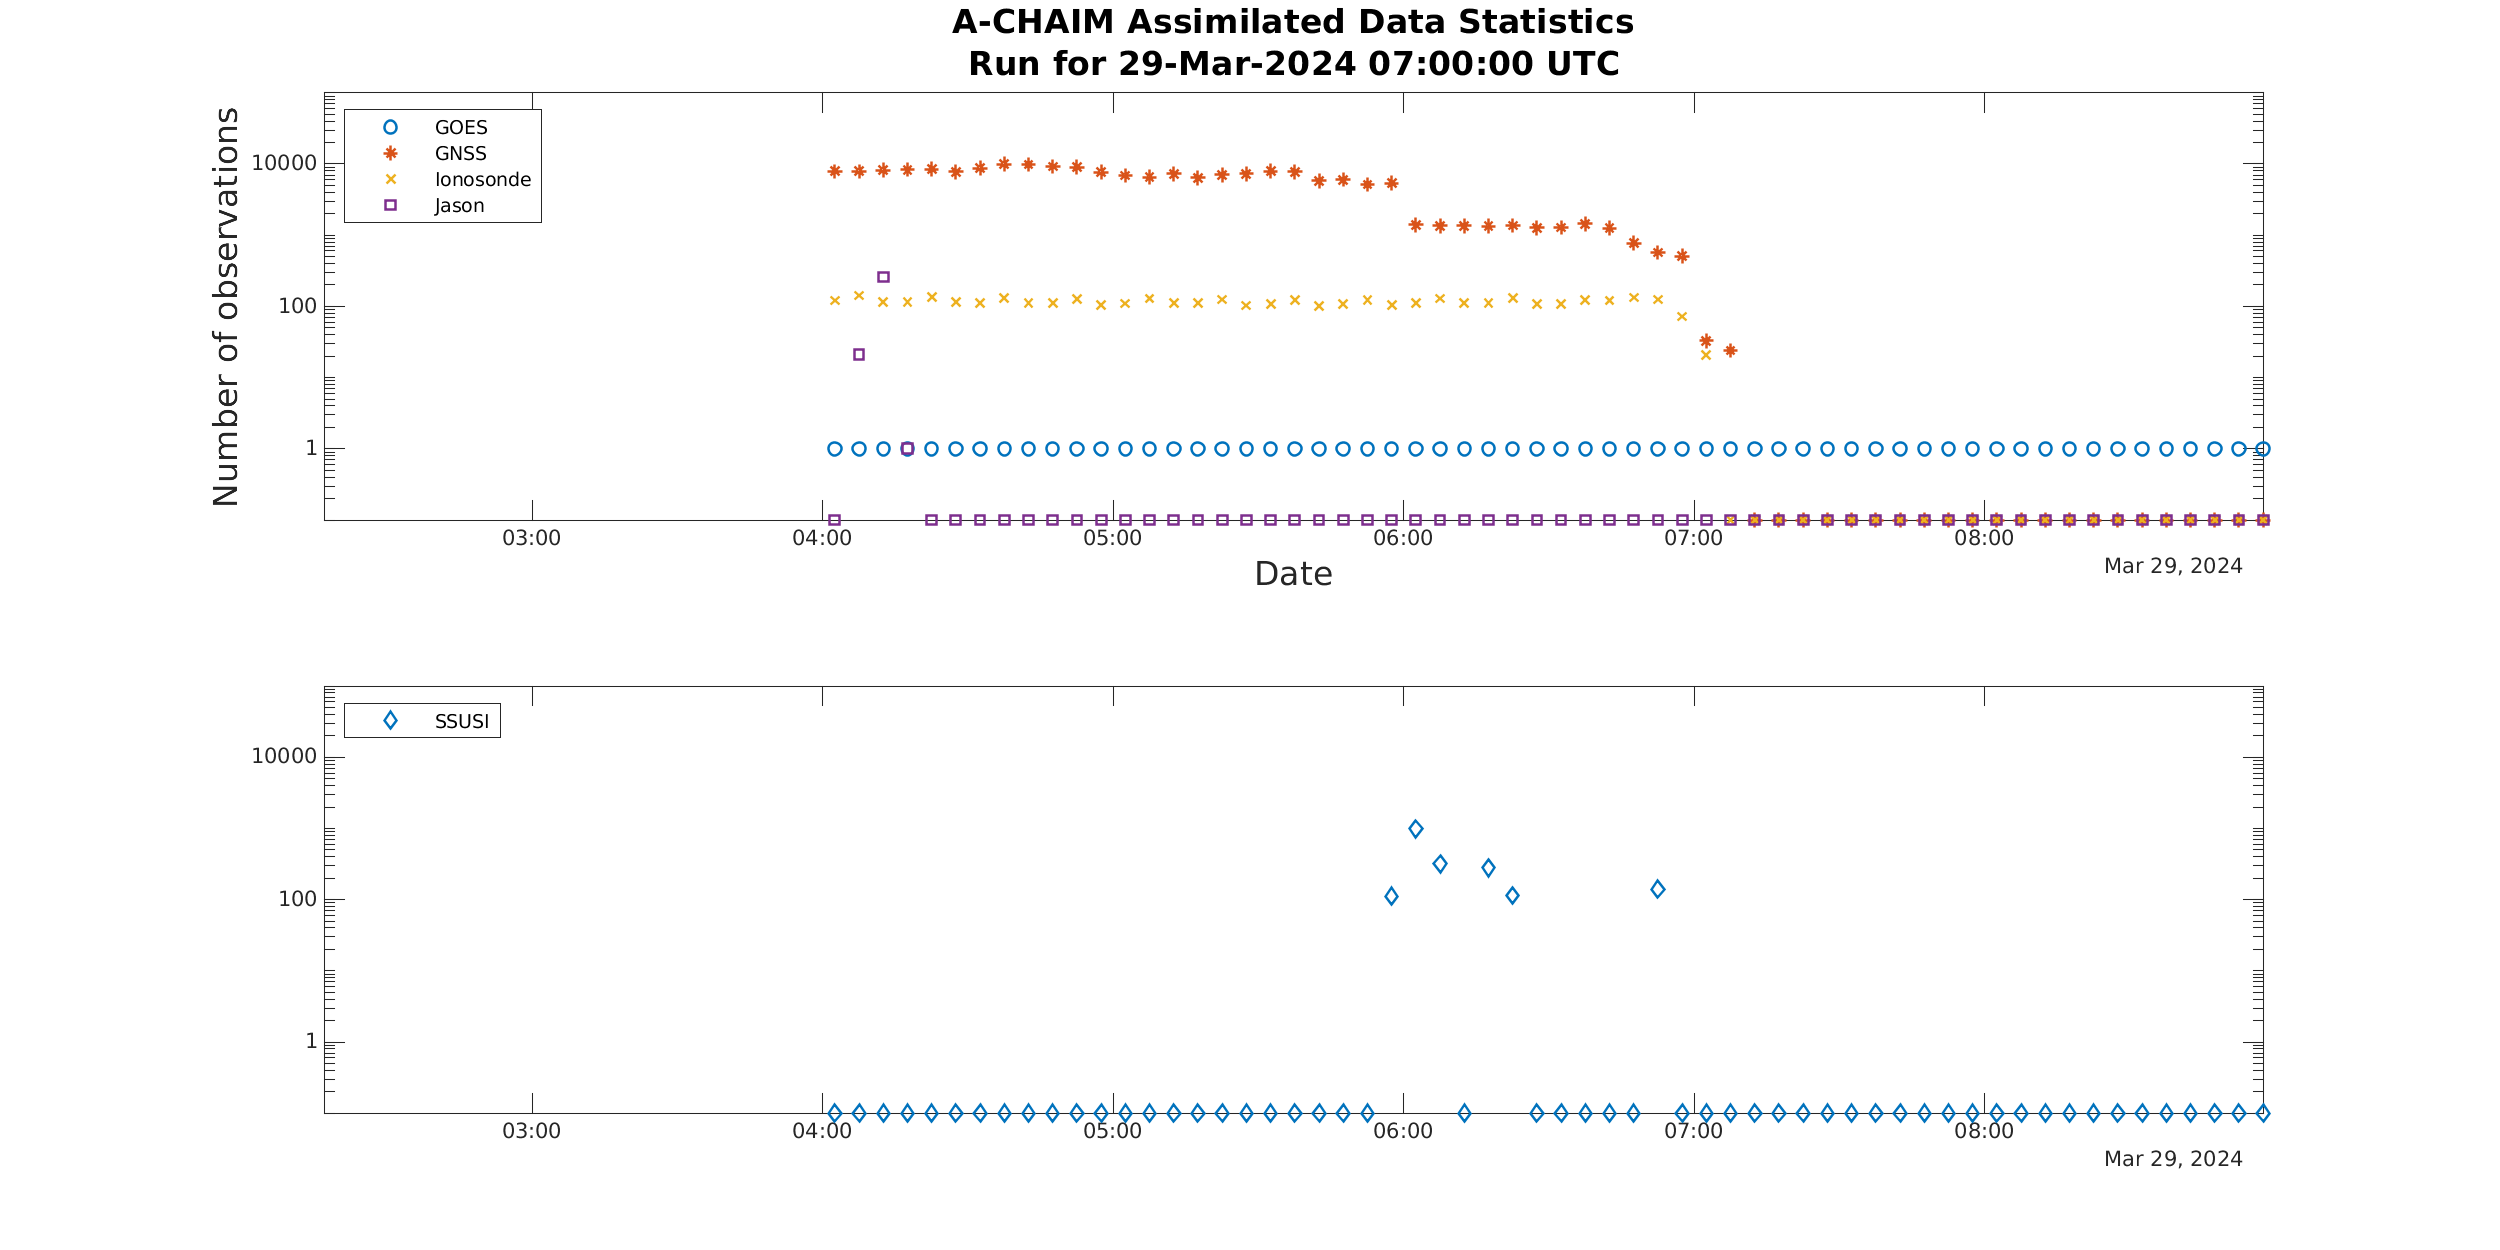 A-CHAIM Assimilated Data Statistics
Run for 29-Mar-2024 07:00:00 UTC
Number of observations
10000
100
1
GOES
GNSS
Ionosonde
Jason
03:00 04:00 05:00 06:00 07:00 08:00
Mar 29, 2024
Date
10000
100
1
SSUSI
03:00 04:00 05:00 06:00 07:00 08:00
Mar 29, 2024